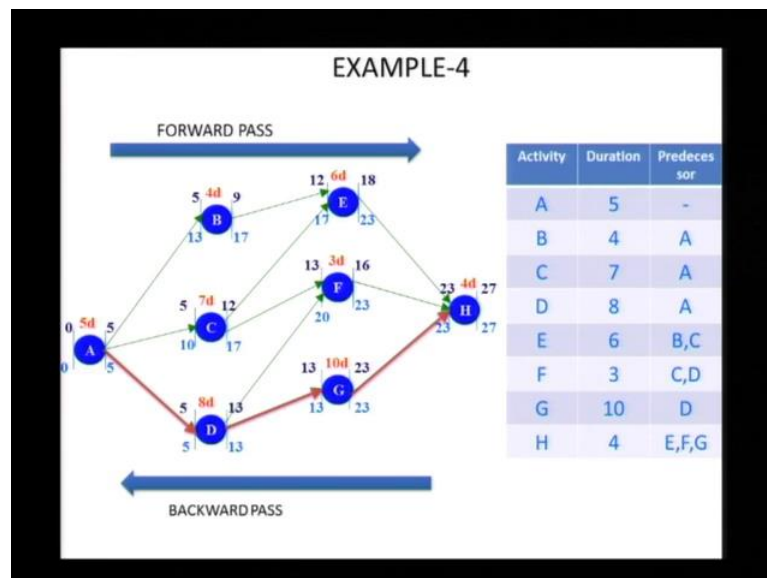 EXAMPLE-4
FORWARD PASS
12 6d 18
E
17 23
5 4d 9
B
13 17
13 3d 16
F
20 23
23 4d 27
H
23 27
5 7d 12
C
10 17
0 5d 5
A
0 5
13 10d 23
G
13 23
5 8d 13
D
5 13
BACKWARD PASS
Activity Duration Predeces
sor
A 5 -
B 4 A
C 7 A
D 8 A
E 6 B,C
F 3 C,D
G 10 D
H 4 E,F,G